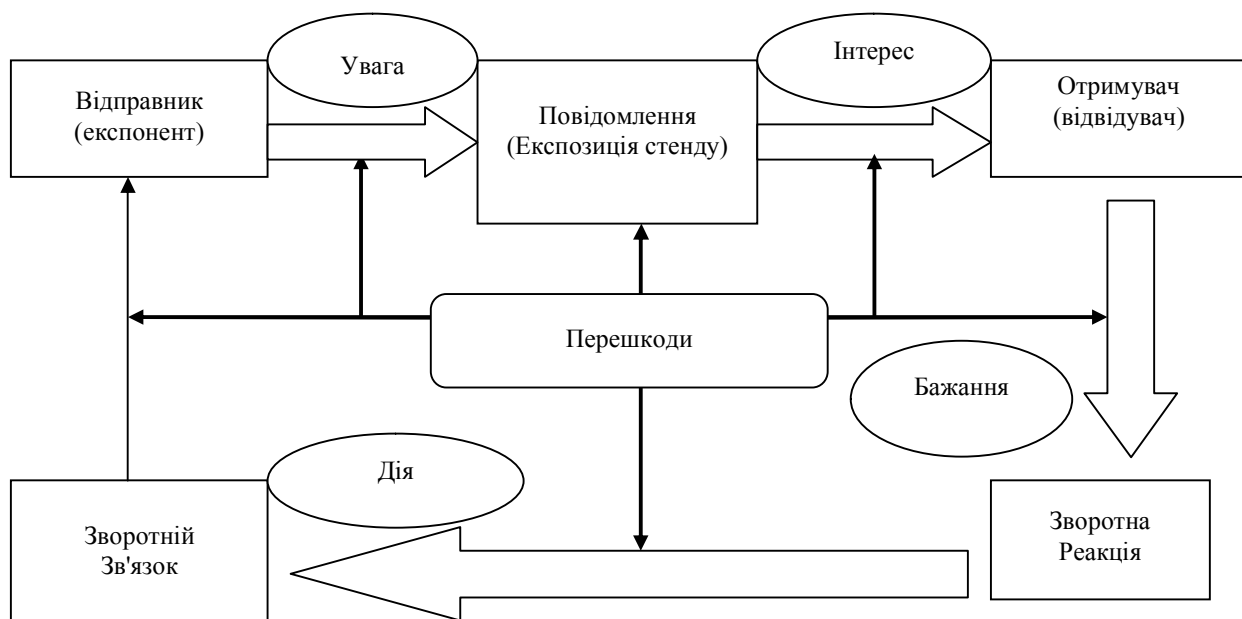 Увага
Інтерес
Відправник
(експонент)
Повідомлення
(Експозиція стенду)
Отримувач
(відвідувач)
Перешкоди
Бажання
Дія
Зворотній
Зв'язок
Зворотна
Реакція